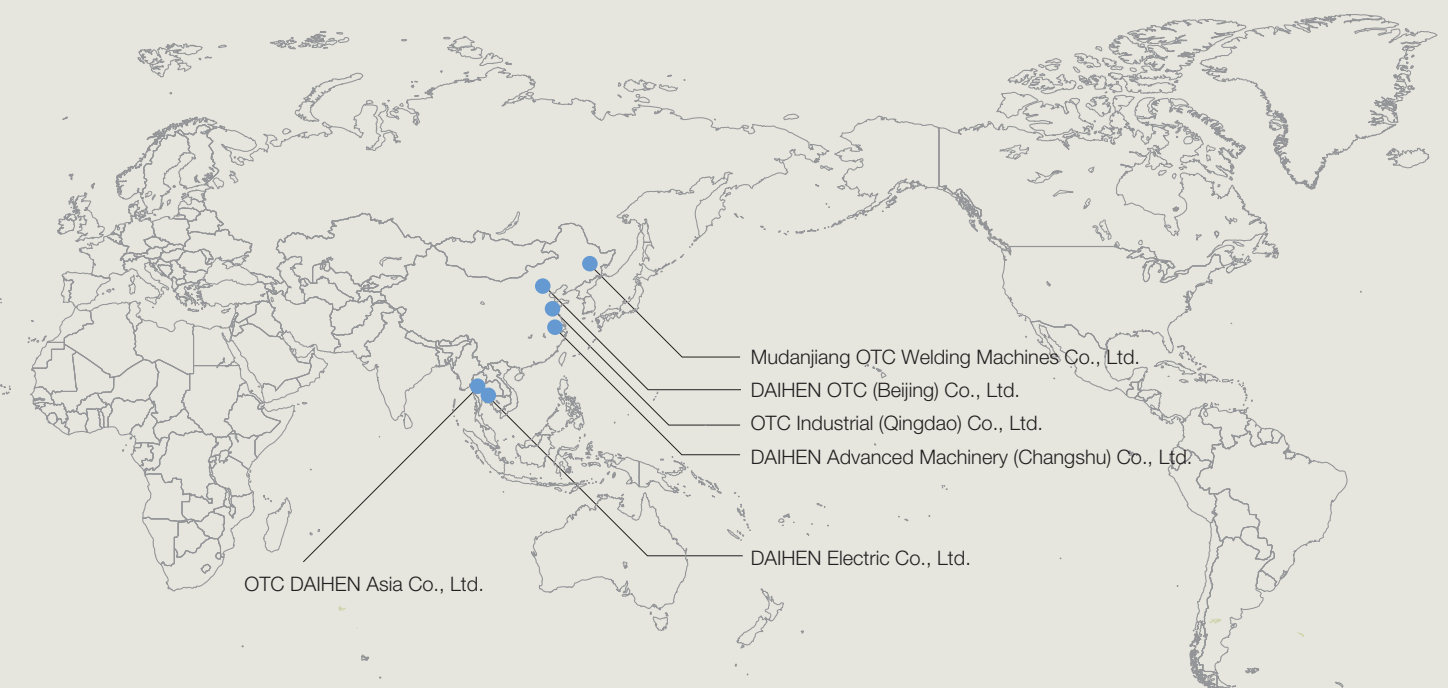 Mudanjiang OTC Welding Machines Co., Ltd.
DAIHEN OTC (Beijing) Co., Ltd.
OTC Industrial (Qingdao) Co., Ltd.
DAIHEN Advanced Machinery (Changshu) Co., Ltd.
DAIHEN Electric Co., Ltd.
OTC DAIHEN Asia Co., Ltd.